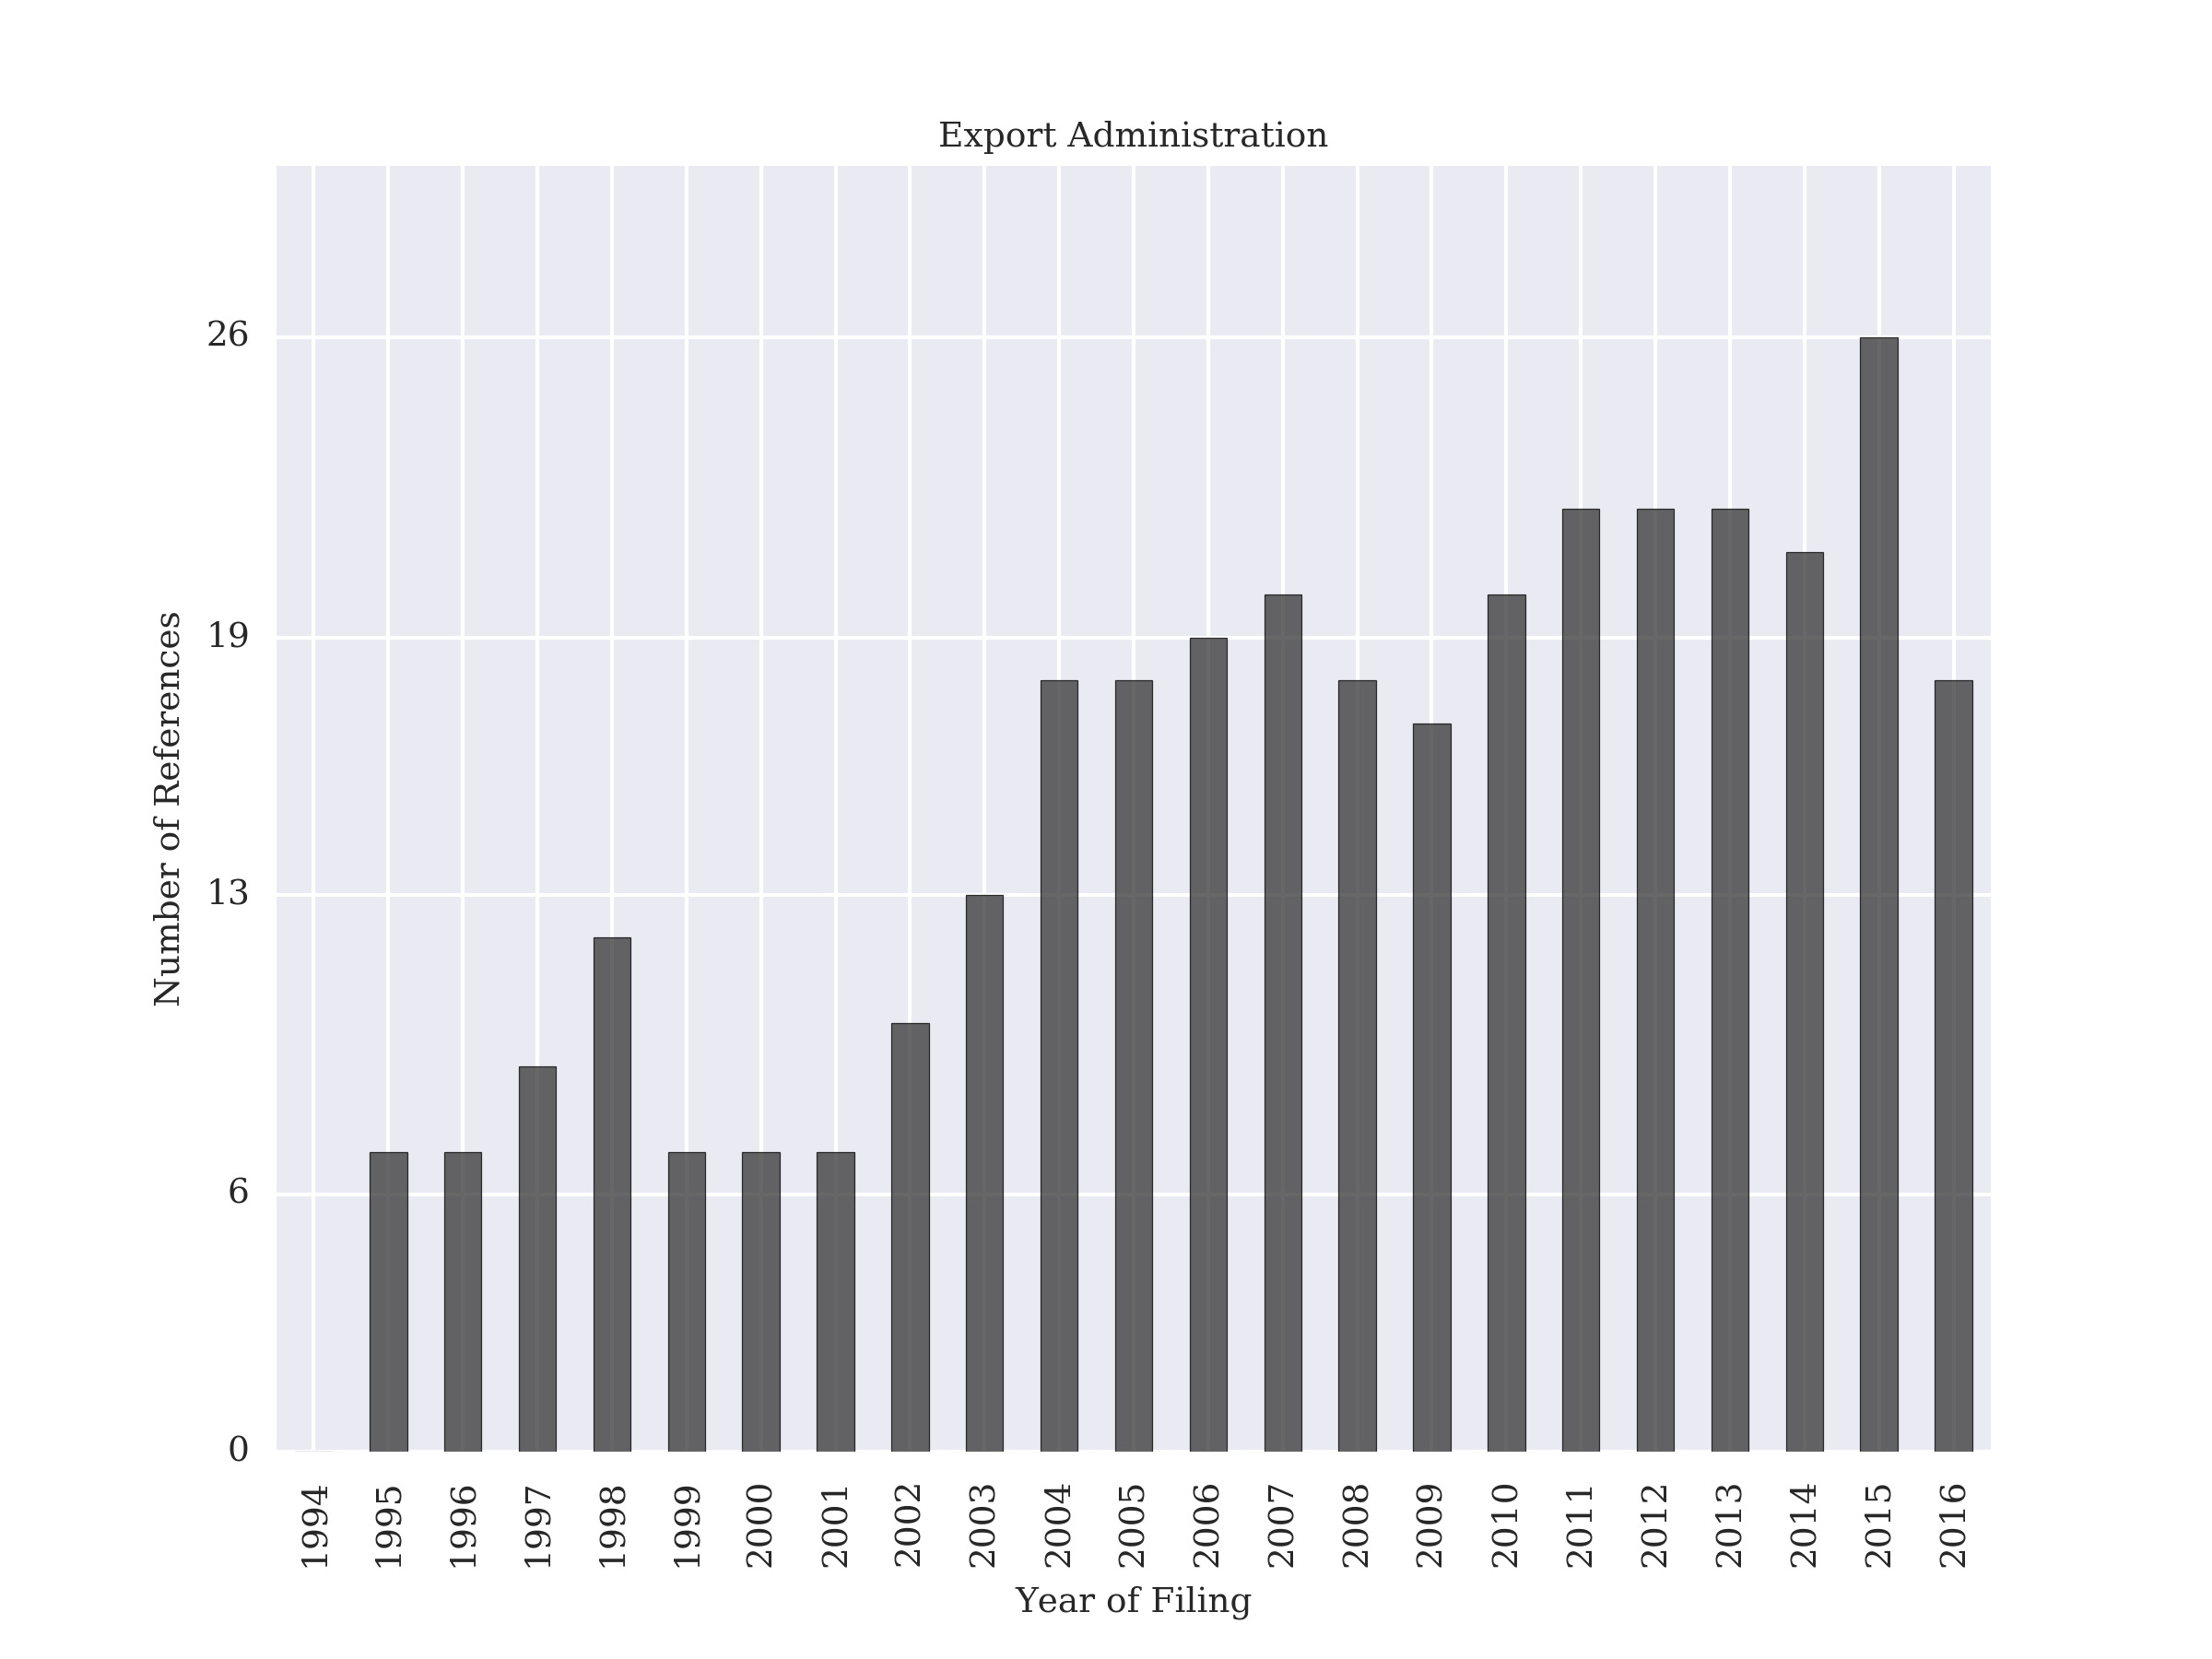 Export Administration
26
19
13
6
0
Number of References
1994 1995 1996 1997 1998 1999 2000 2001 2002 2003 2004 2005 2006 2007 2008 2009 2010 2011 2012 2013 2014 2015 2016
Year of Filing